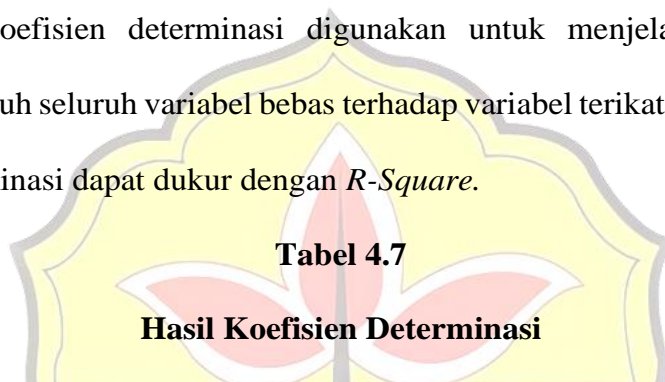 oefisien determinasi digunakan untuk menjela
uh seluruh variabel bebas terhadap variabel terikat
inasi dapat dukur dengan R-Square.
Tabel 4.7
Hasil Koefisien Determinasi